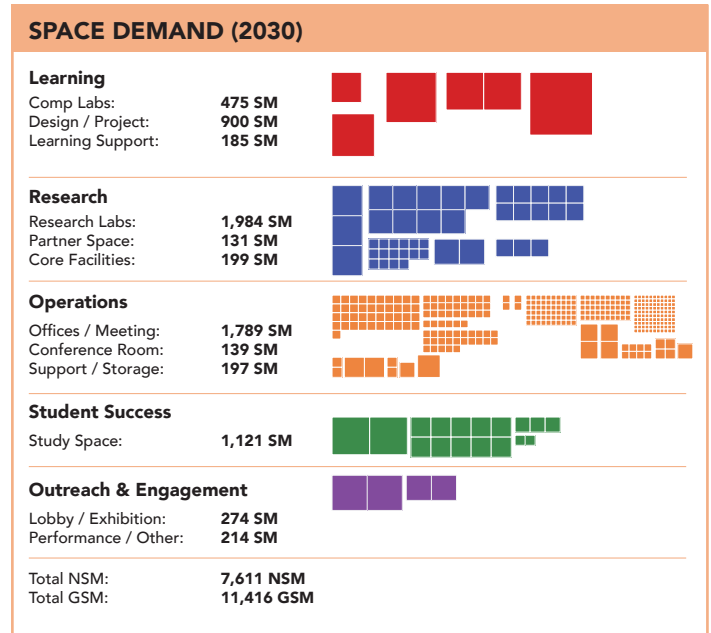 SPACE DEMAND (2030)
Learning
Comp Labs: 475 SM
Design / Project: 900 SM
Learning Support: 185 SM
Research
Research Labs: 1,984 SM
Partner Space: 131 SM
Core Facilities: 199 SM
Operations
Offices / Meeting: 1,789 SM
Conference Room: 139 SM
Support / Storage: 197 SM
Student Success
Study Space: 1,121 SM
Outreach & Engagement
Lobby / Exhibition: 274 SM
Performance / Other: 214 SM
Total NSM: 7,611 NSM
Total GSM: 11,416 GSM